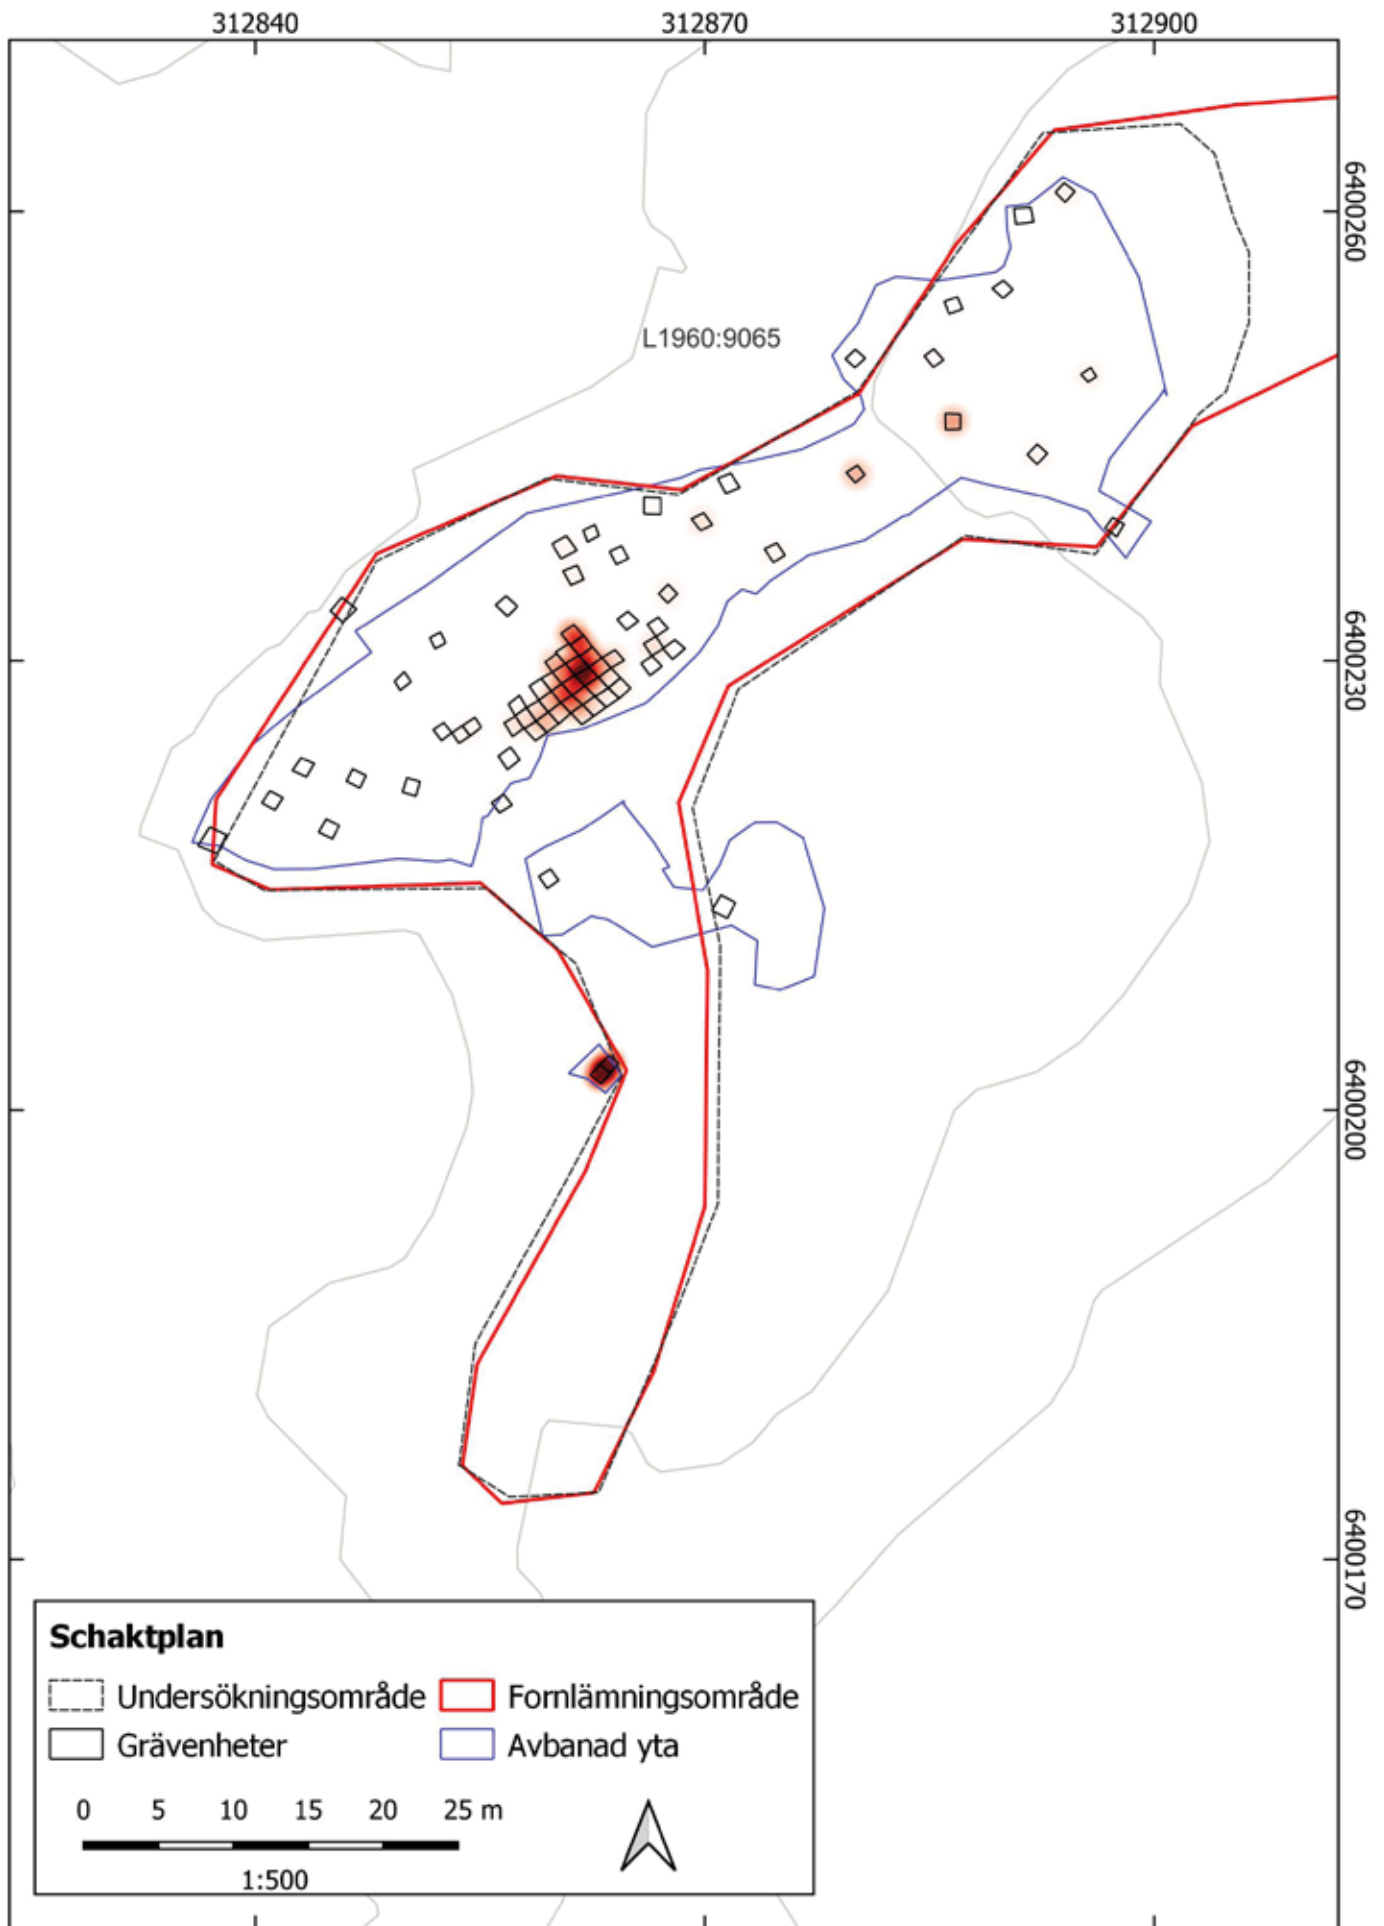 312840 312870 312900
6400260
L1960:9065
6400230
6400200
6400170
Schaktplan
Undersökningsområde Fornlämningsområde
Grävenheter Avbanad yta
0 5 10 15 20 25 m
1:500